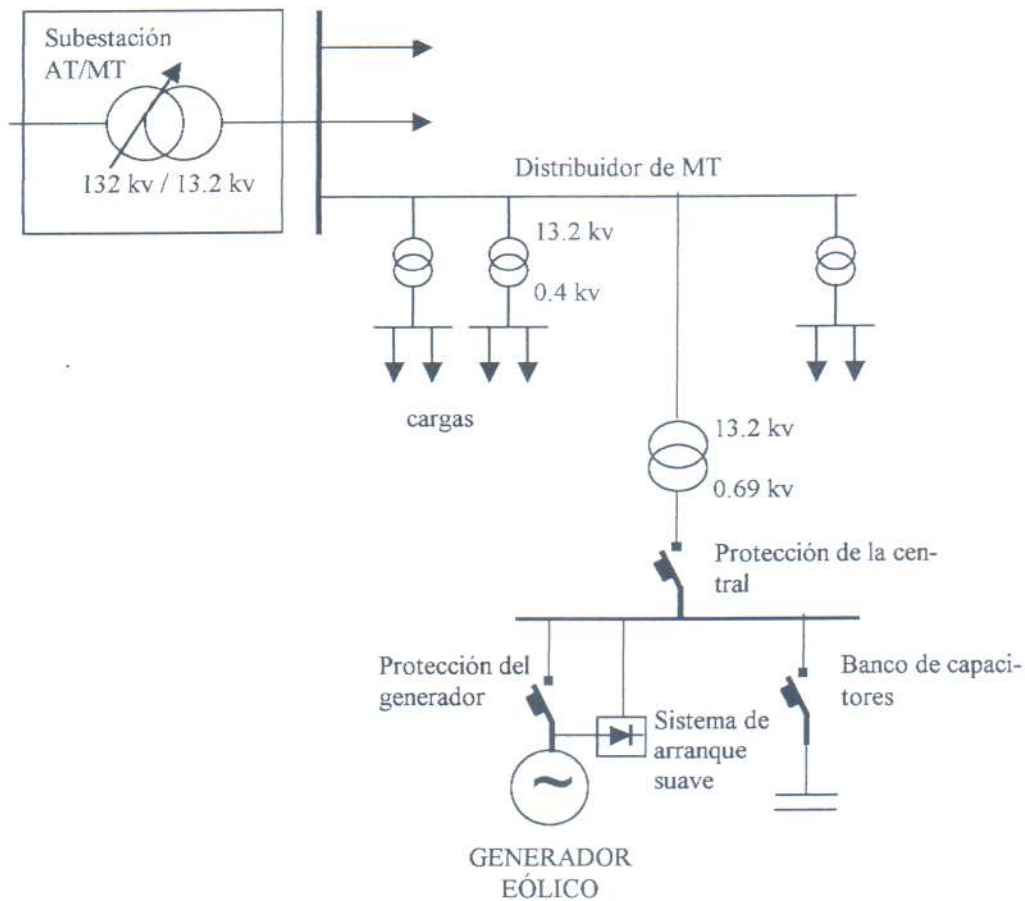 Subestación
AT/MT
132 kv / 13.2 kv
Distribuidor de MT
13.2 kv
0.4 kv
cargas
13.2 kv
0.69 kv
Protección de la cen-
tral
Protección del
generador
Banco de capaci-
tores
Sistema de
arranque
suave
~
GENERADOR
EÓLICO